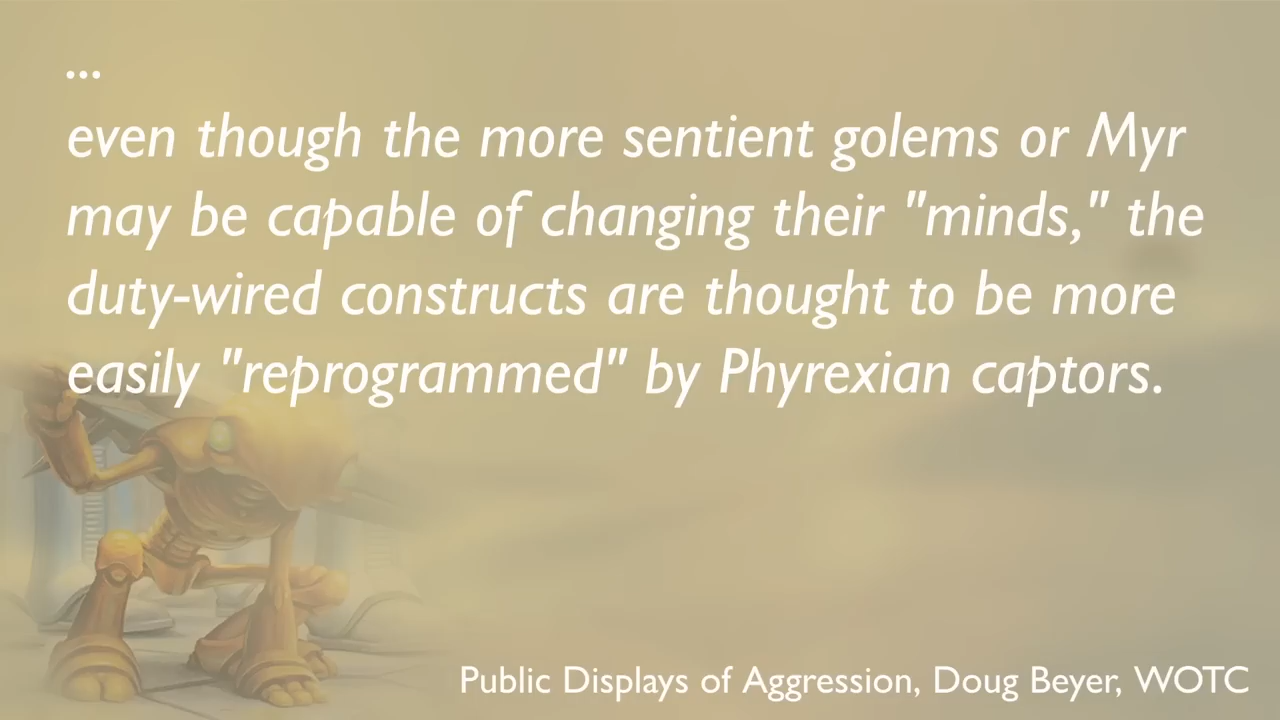 ...
even though the more sentient golems or Myr
may be capable of changing their "minds," the
duty-wired constructs are thought to be more
easily "reprogrammed" by Phyrexian captors.
Public Displays of Aggression, Doug Beyer, WOTC